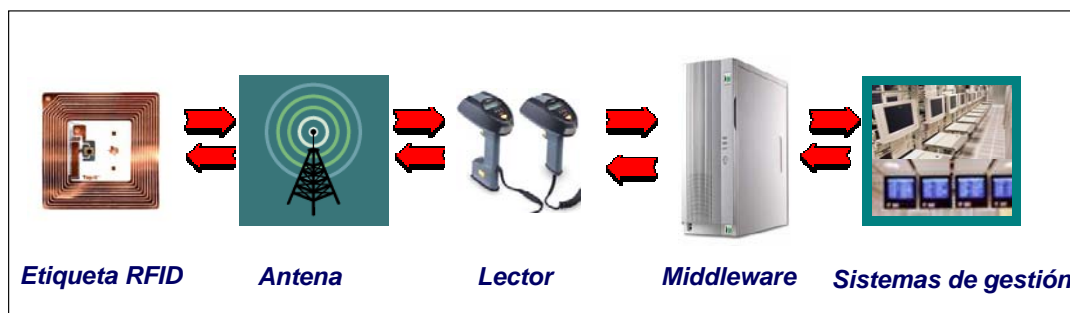 Etiqueta RFID
Antena
Lector
Middleware
Sistemas de gestión